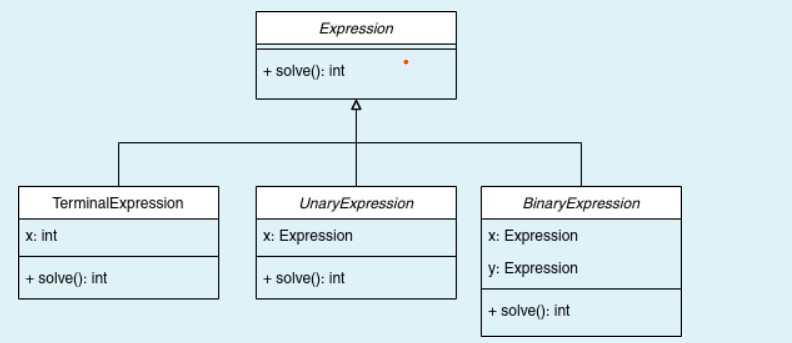 Expression
+ solve(): int
TerminalExpression
x: int
+ solve(): int
UnaryExpression
x: Expression
+ solve(): int
BinaryExpression
x: Expression
y: Expression
+ solve(): int